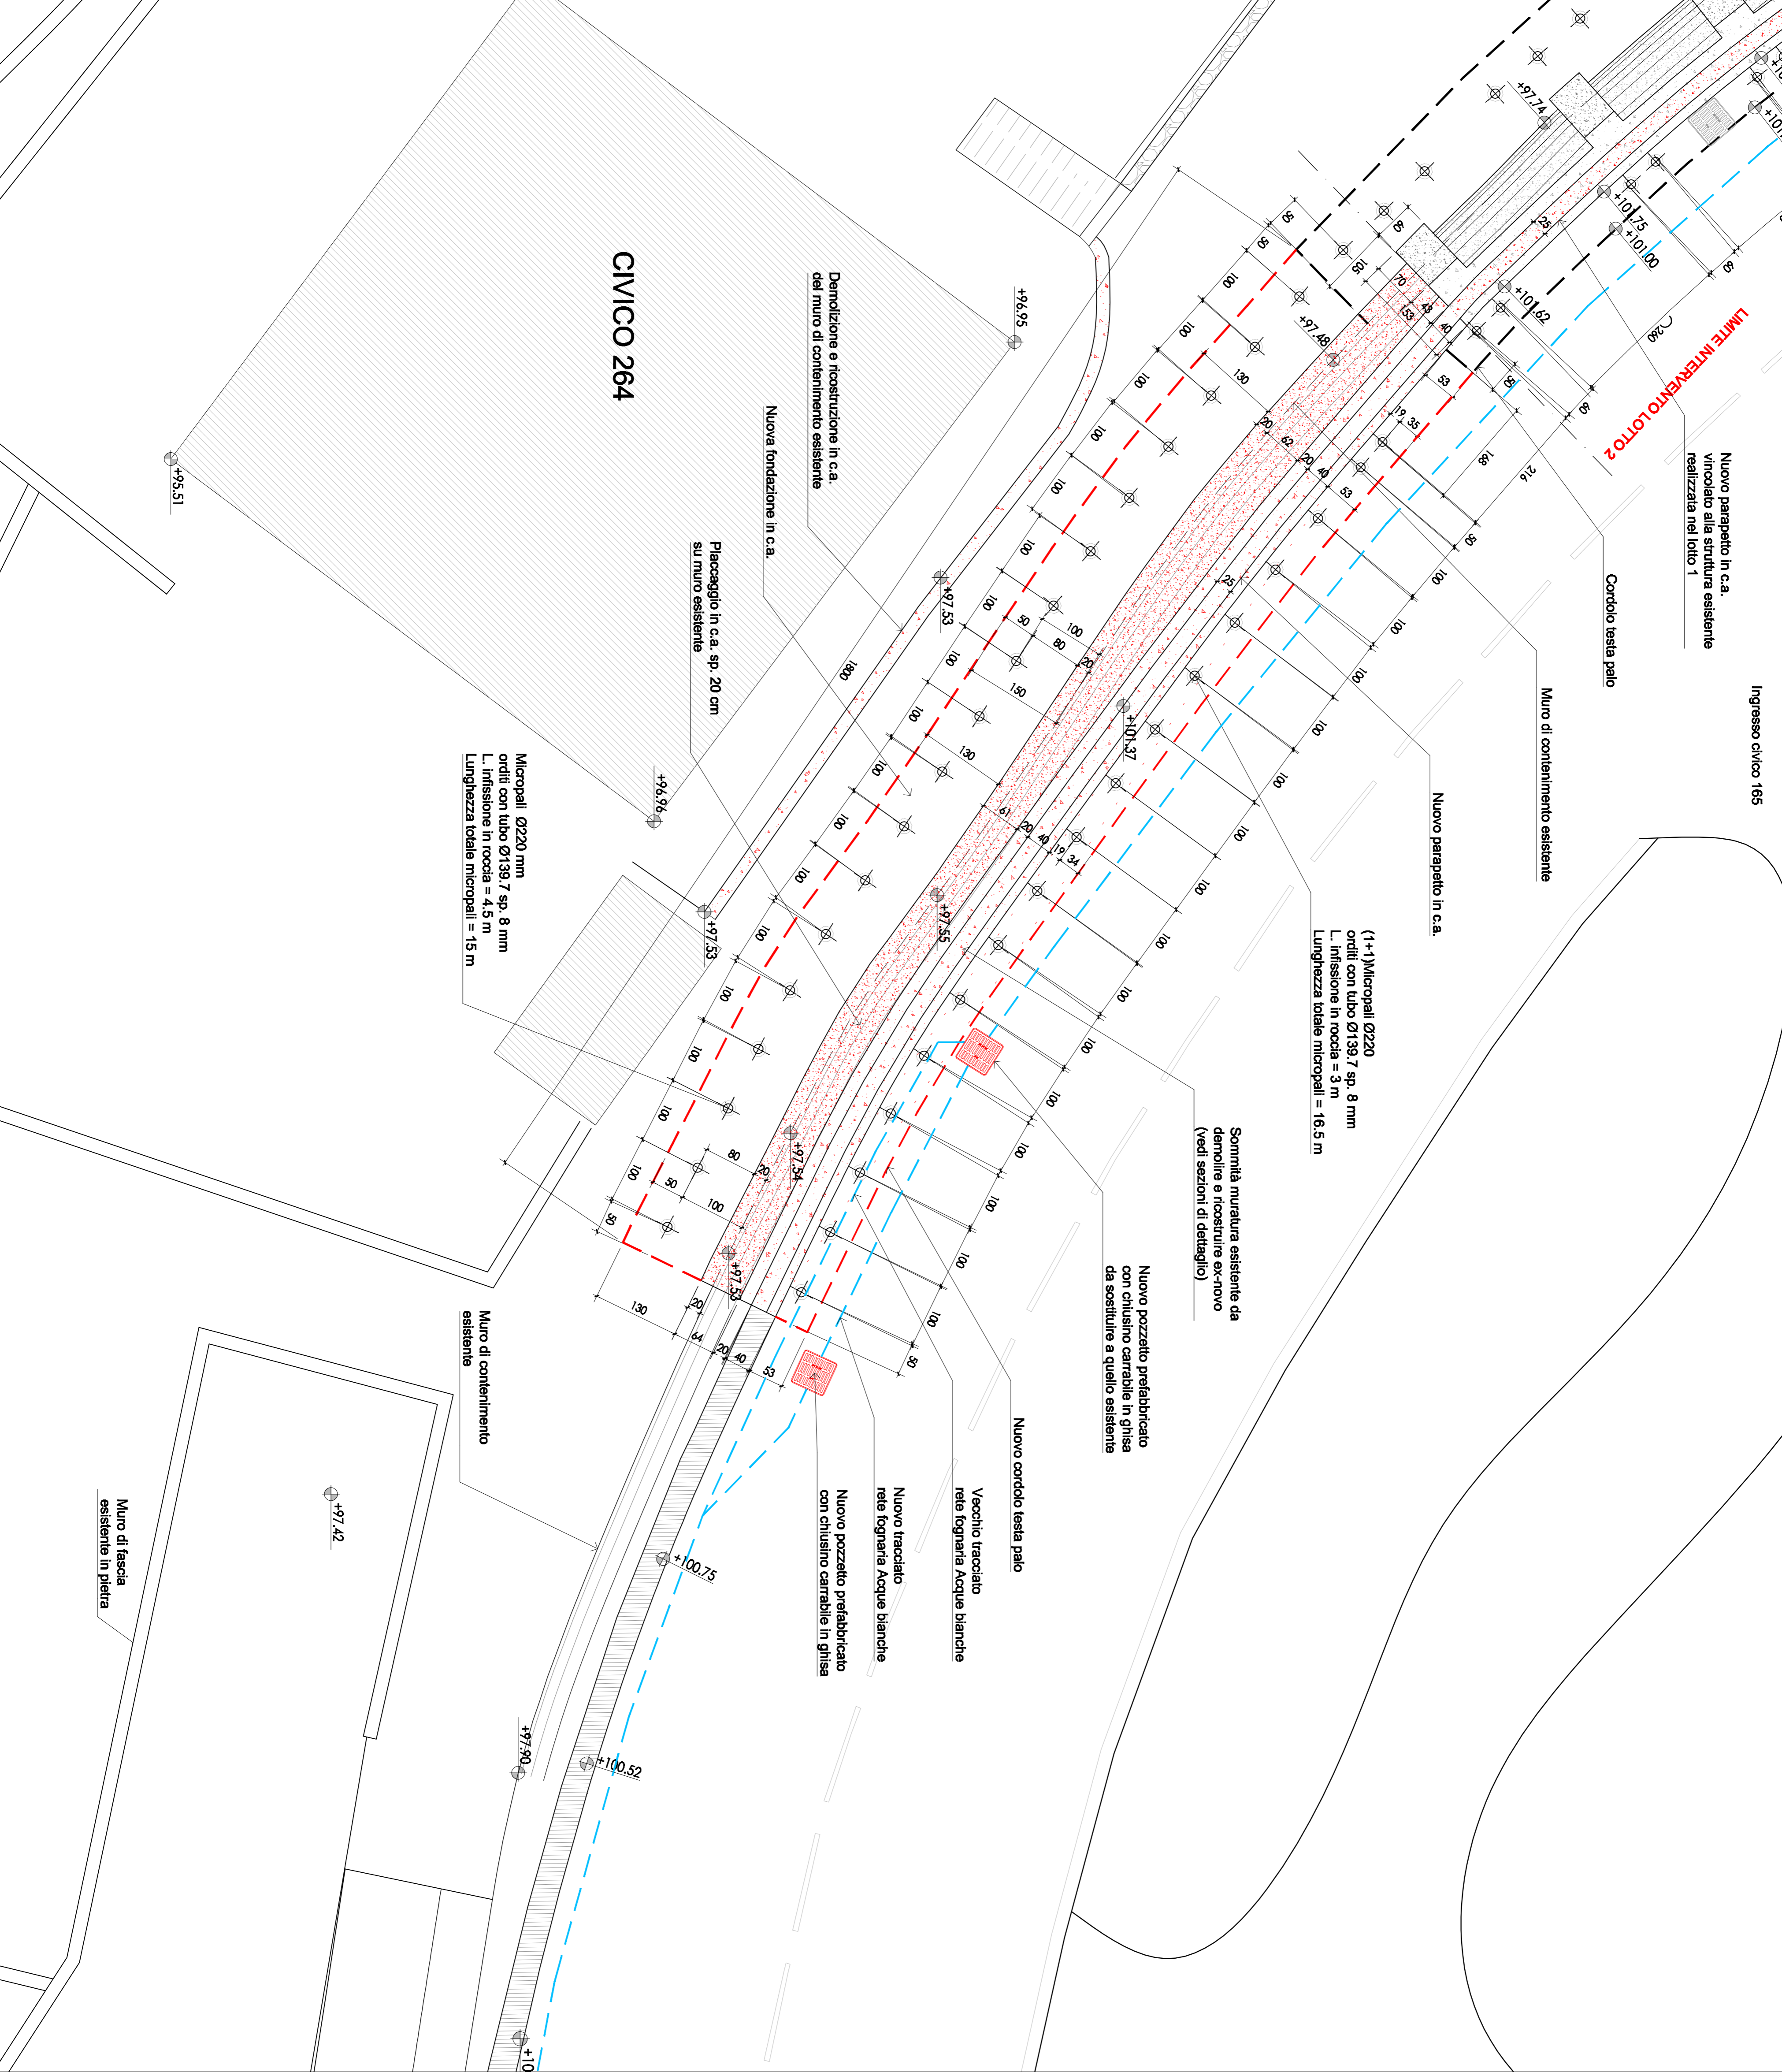 Ingresso civico 165
Nuovo parapetto in c.a.
vincolato alla struttura esistente
realizzata nel lotto 1
LIMITE INTERVENTO LOTTO 2
Cordolo testa palo
Muro di contenimento esistente
Nuovo parapetto in c.a.
(1+1)Micropali Ø220
orditi con tubo Ø139.7 sp. 8 mm
L. infissione in roccia = 3 m
Lunghezza totale micropali = 16.5 m
Sommità muratura esistente da
demolire e ricostruire ex-novo
(vedi sezioni di dettaglio)
Nuovo pozzetto prefabbricato
con chiusino carrabile in ghisa
da sostituire a quello esistente
Nuovo cordolo testa palo
Vecchio tracciato
rete fognaria Acque bianche
Nuovo tracciato
rete fognaria Acque bianche
Nuovo pozzetto prefabbricato
con chiusino carrabile in ghisa
Demolizione e ricostruzione in c.a.
del muro di contenimento esistente
Nuova fondazione in c.a.
Placcaggio in c.a. sp. 20 cm
su muro esistente
CIVICO 264
Micropali Ø220 mm
orditi con tubo Ø139.7 sp. 8 mm
L. infissione in roccia = 4.5 m
Lunghezza totale micropali = 15 m
Muro di contenimento
esistente
Muro di fascia
esistente in pietra
+97.74
+101.75
+101.00
+101.62
+97.48
+96.95
+95.51
+97.53
+101.37
+96.96
+97.53
+97.55
+97.54
+97.53
+97.42
+100.75
+97.90
+100.52
1800
260
216
168